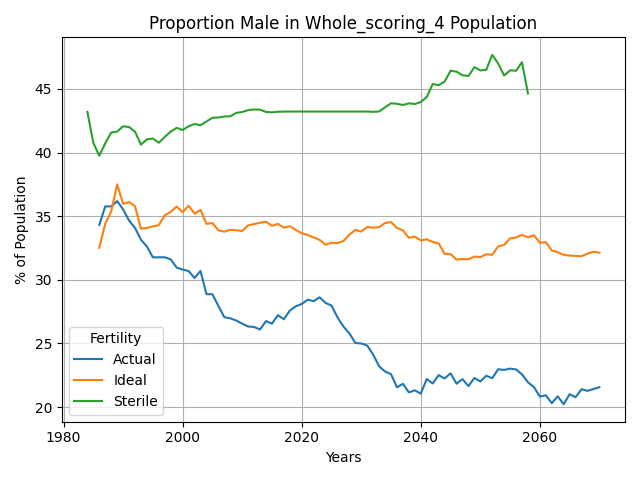 Proportion Male in Whole_scoring_4 Population
% of Population
45
40
35
30
25
20
Fertility
Actual
Ideal
Sterile
1980
2000
2020
2040
2060
Years